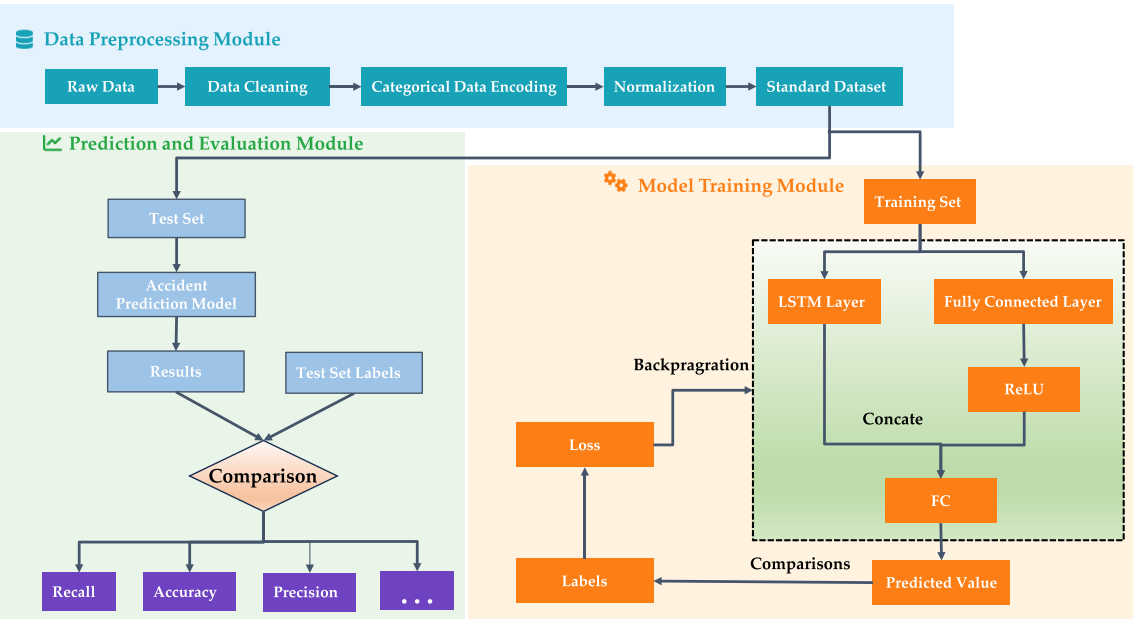 Data Preprocessing Module
Raw Data
Data Cleaning
Categorical Data Encoding
Normalization
Standard Dataset
Prediction and Evaluation Module
Test Set
Accident
Prediction Model
Results
Test Set Labels
Comparison
Recall
Accuracy
Precision
...
Model Training Module
Training Set
LSTM Layer
Fully Connected Layer
ReLU
Concate
FC
Backpragration
Loss
Labels
Comparisons
Predicted Value